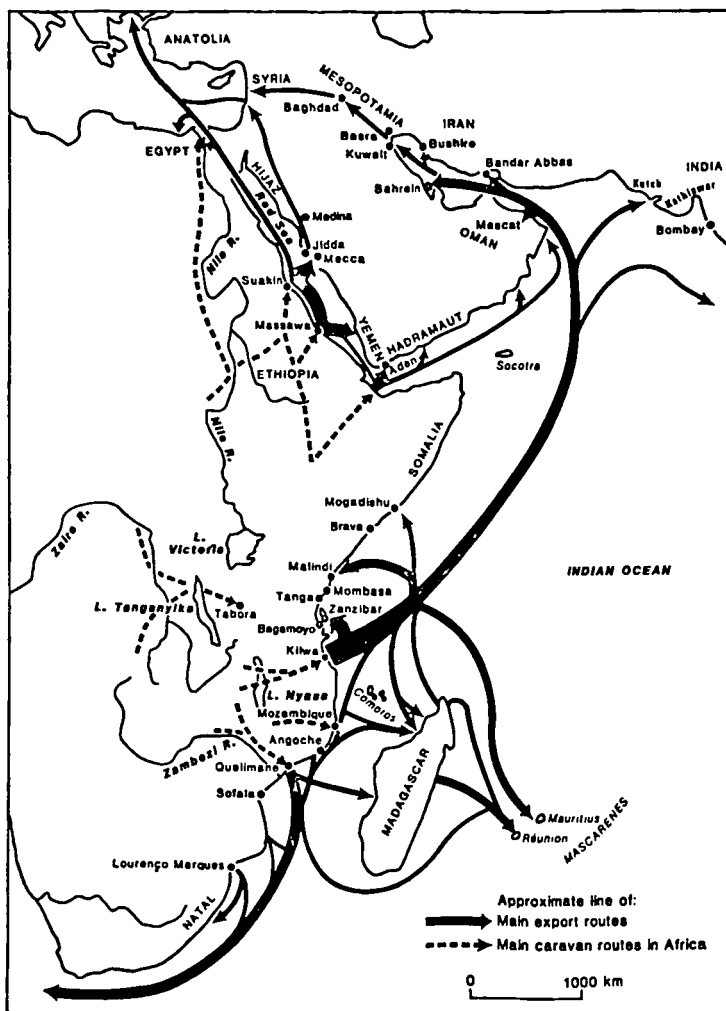 ANATOLIA
SYRIA
MESOPOTAMIA
Baghdad
IRAN
Basra
Kuwait
Bushire
Bandar Abbas
INDIA
EGYPT
HIJAZ
Red Sea
Bahrain
Kutch
Kathiawar
Medina
Mascat
OMAN
Bombay
Nile R.
Jidda
Mecca
Suakin
YEMEN
HADRAMAUT
Massawa
Aden
Socotra
ETHIOPIA
Nile R.
SOMALIA
Mogadishu
Brava
Zaire R.
L.
Victoria
Malindi
INDIAN OCEAN
L. Tanganyika
Tabora
Tanga
Mombasa
Zanzibar
Bagamoyo
Kilwa
L. Nyasa
Comoros
Mozambique
Angoche
Zambezi R.
Quelimane
Sofala
MADAGASCAR
Mauritius
Réunion
MASCARENES
Lourenço Marques
NATAL
Approximate line of:
Main export routes
Main caravan routes in Africa
0 1000 km